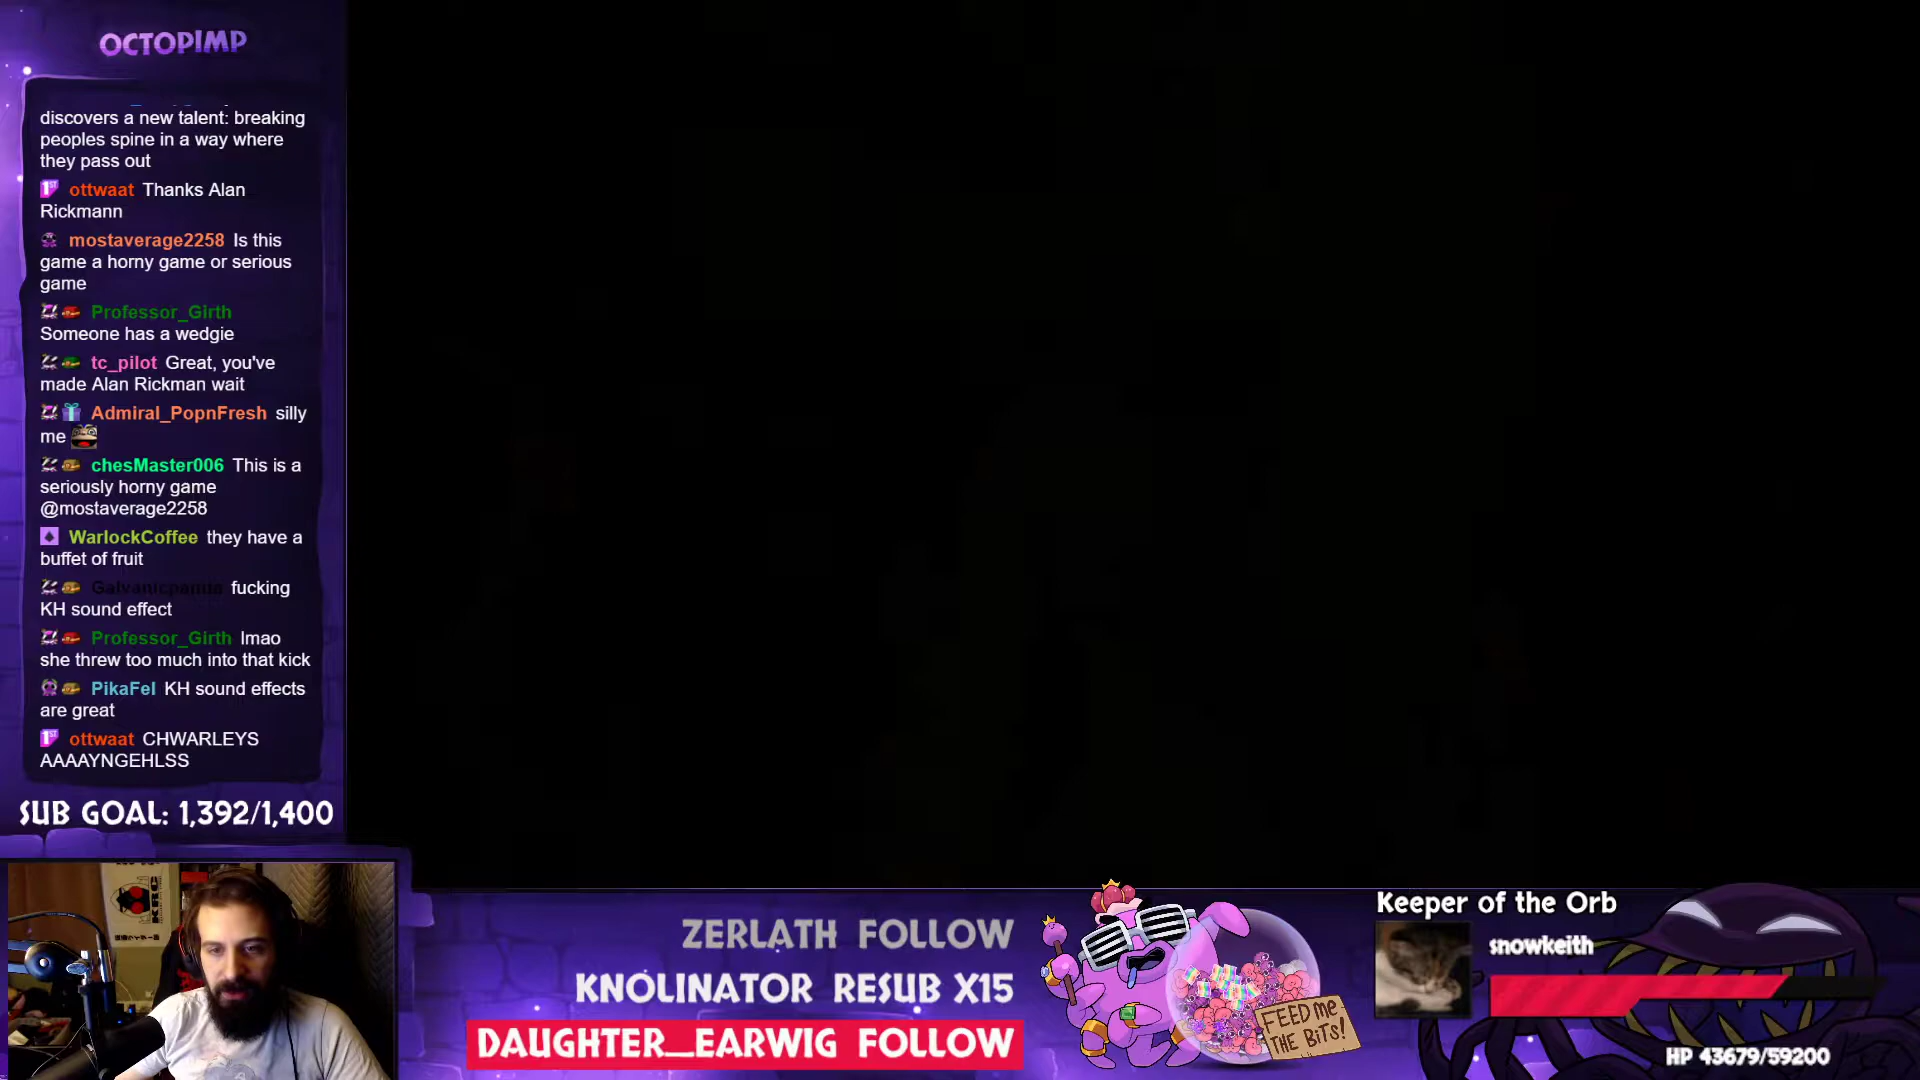 OCTOPIMP
discovers a new talent: breaking
peoples spine in a way where
they pass out
ottwaat Thanks Alan
Rickmann
mostaverage2258 Is this
game a horny game or serious
game
Professor_Girth
Someone has a wedgie
tc_pilot Great, you've
made Alan Rickman wait
Admiral_PopnFresh silly
me
chesMaster006 This is a
seriously horny game
@mostaverage2258
WarlockCoffee they have a
buffet of fruit
Galvanicpanda fucking
KH sound effect
Professor_Girth lmao
she threw too much into that kick
PikaFel KH sound effects
are great
ottwaat CHWARLEYS
AAAAYNGEHLSS
SUB GOAL: 1,392/1,400
ZERLATH FOLLOW
KNOLINATOR RESUB X15
DAUGHTER_EARWIG FOLLOW
FEED ME
THE BITS!
Keeper of the Orb
snowkeith
HP 43679/59200